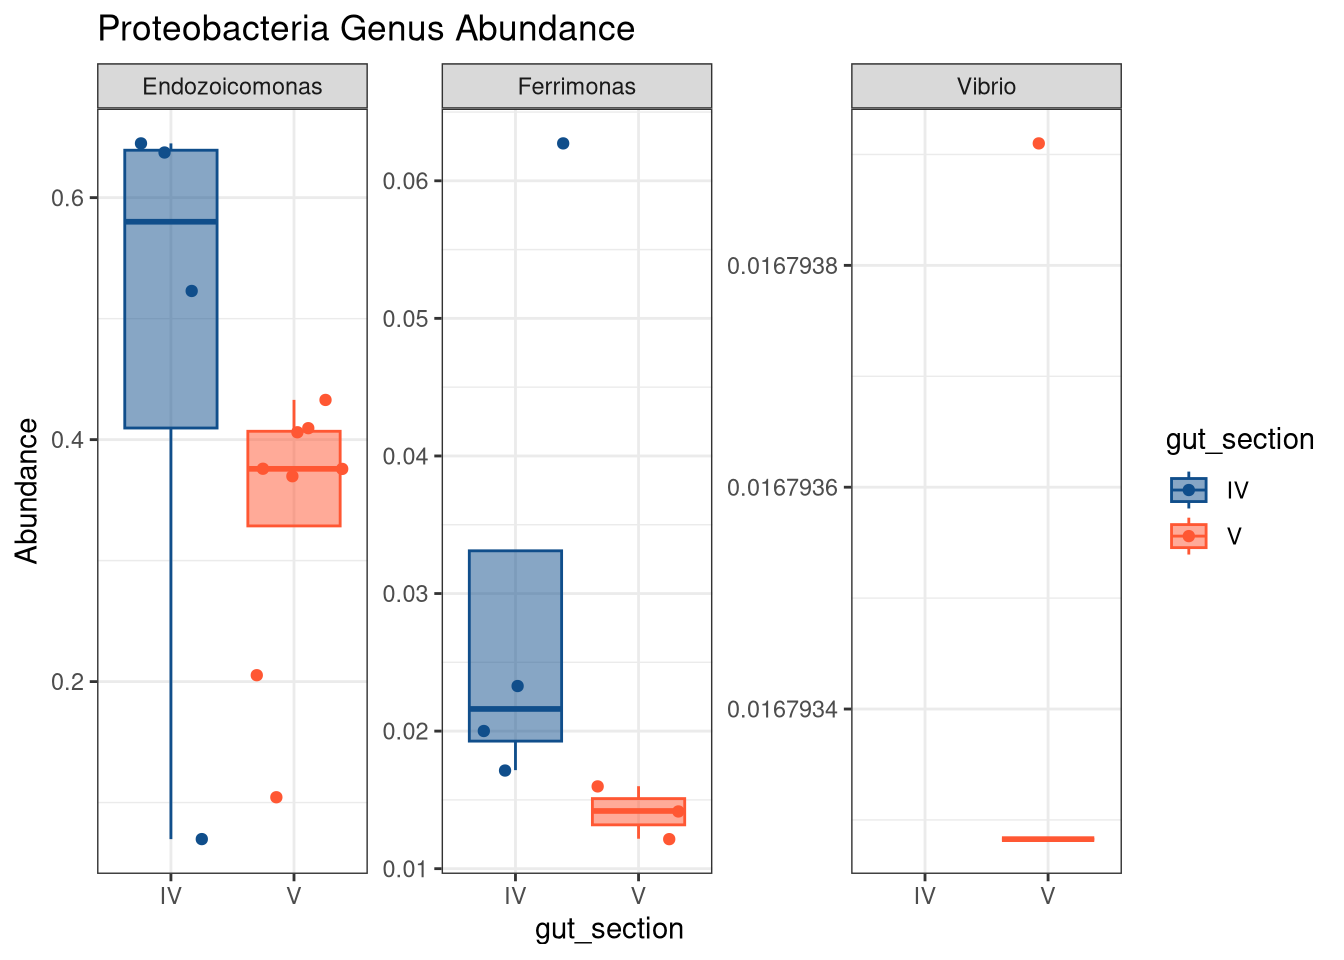 Proteobacteria Genus Abundance
Endozoicomonas
Ferrimonas
Vibrio
Abundance
0.6
0.4
0.2
0.06
0.05
0.04
0.03
0.02
0.01
0.0167938
0.0167936
0.0167934
IV
V
IV
V
IV
V
gut_section
gut_section
IV
V